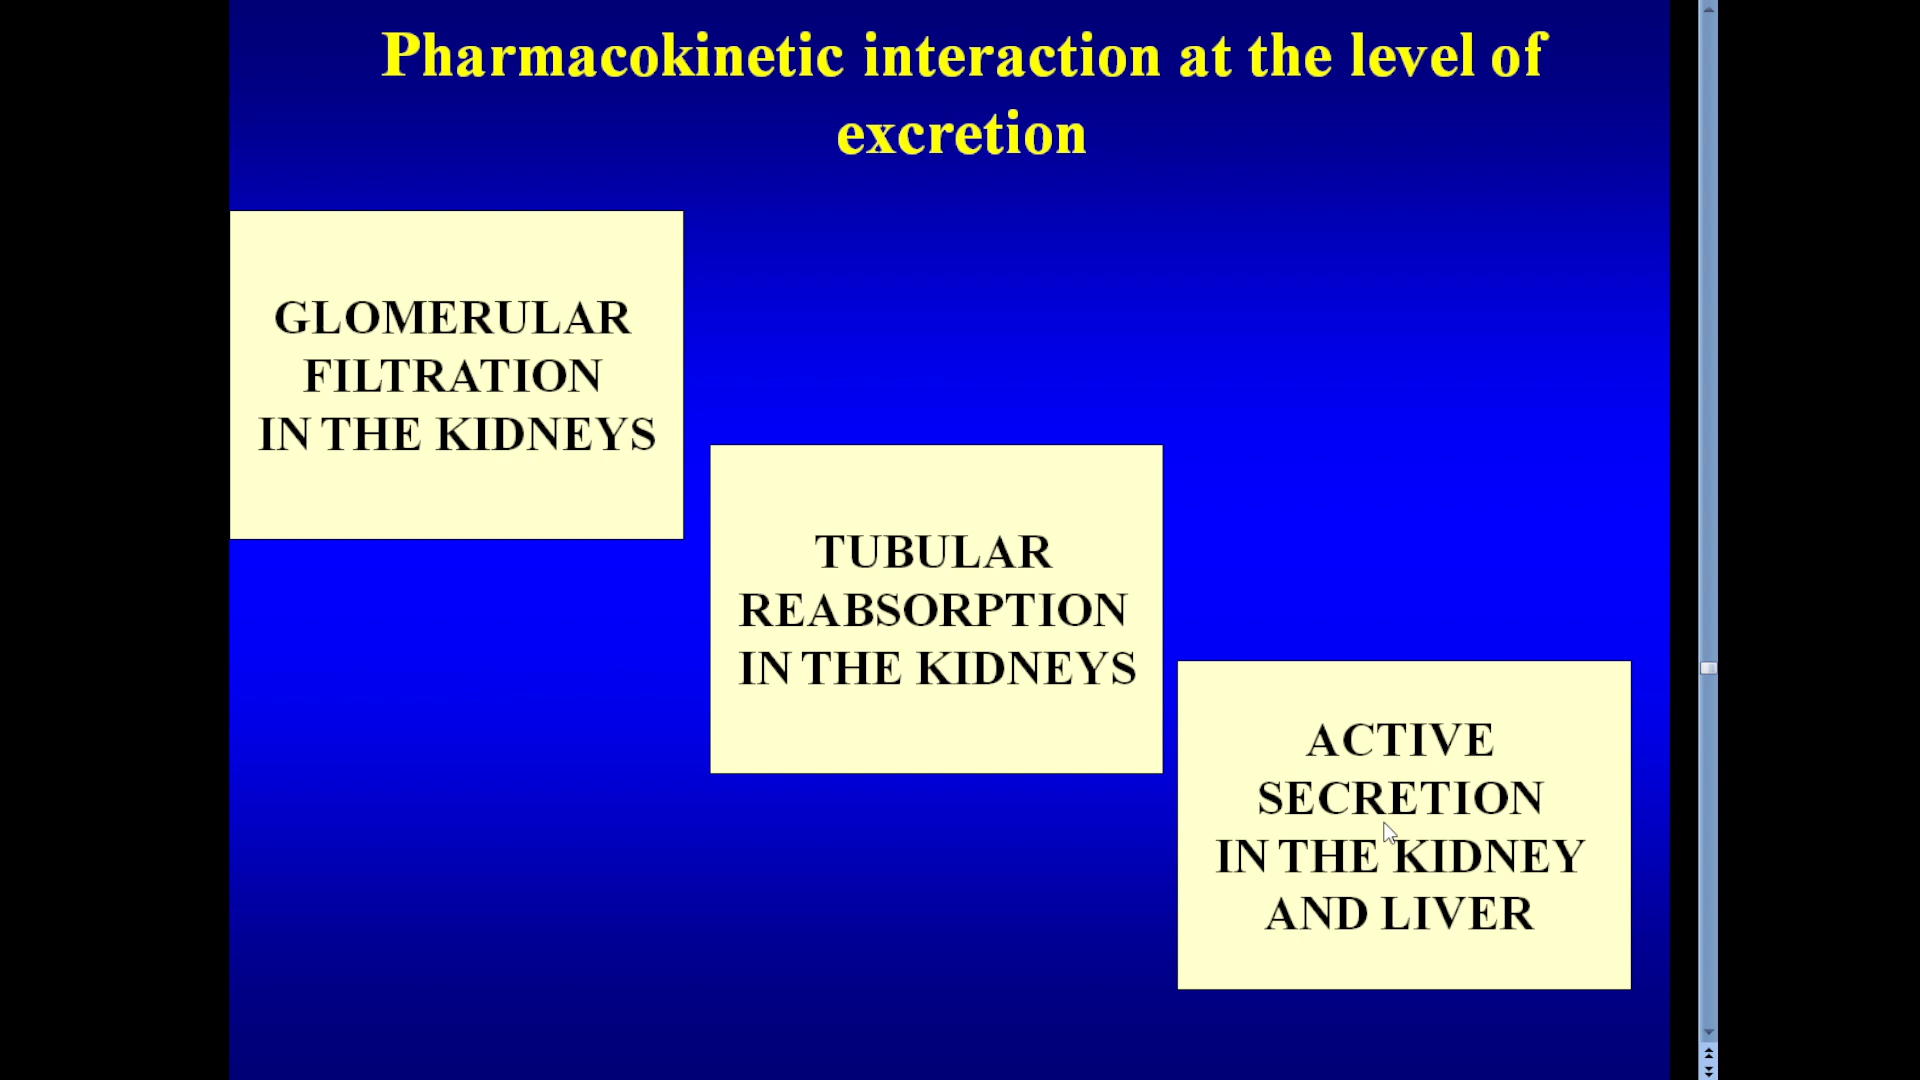 Pharmacokinetic interaction at the level of
excretion
GLOMERULAR
FILTRATION
IN THE KIDNEYS
TUBULAR
REABSORPTION
IN THE KIDNEYS
ACTIVE
SECRETION
IN THE KIDNEY
AND LIVER